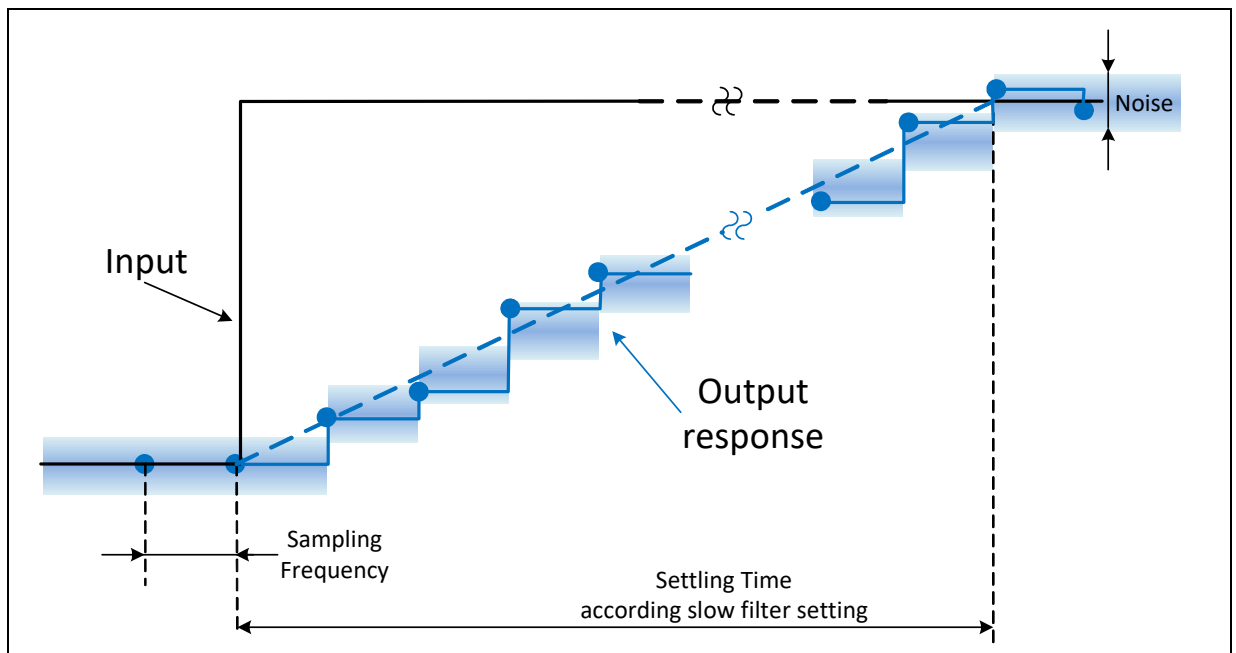 Noise
Input
Output
response
Sampling
Frequency
Settling Time
according slow filter setting